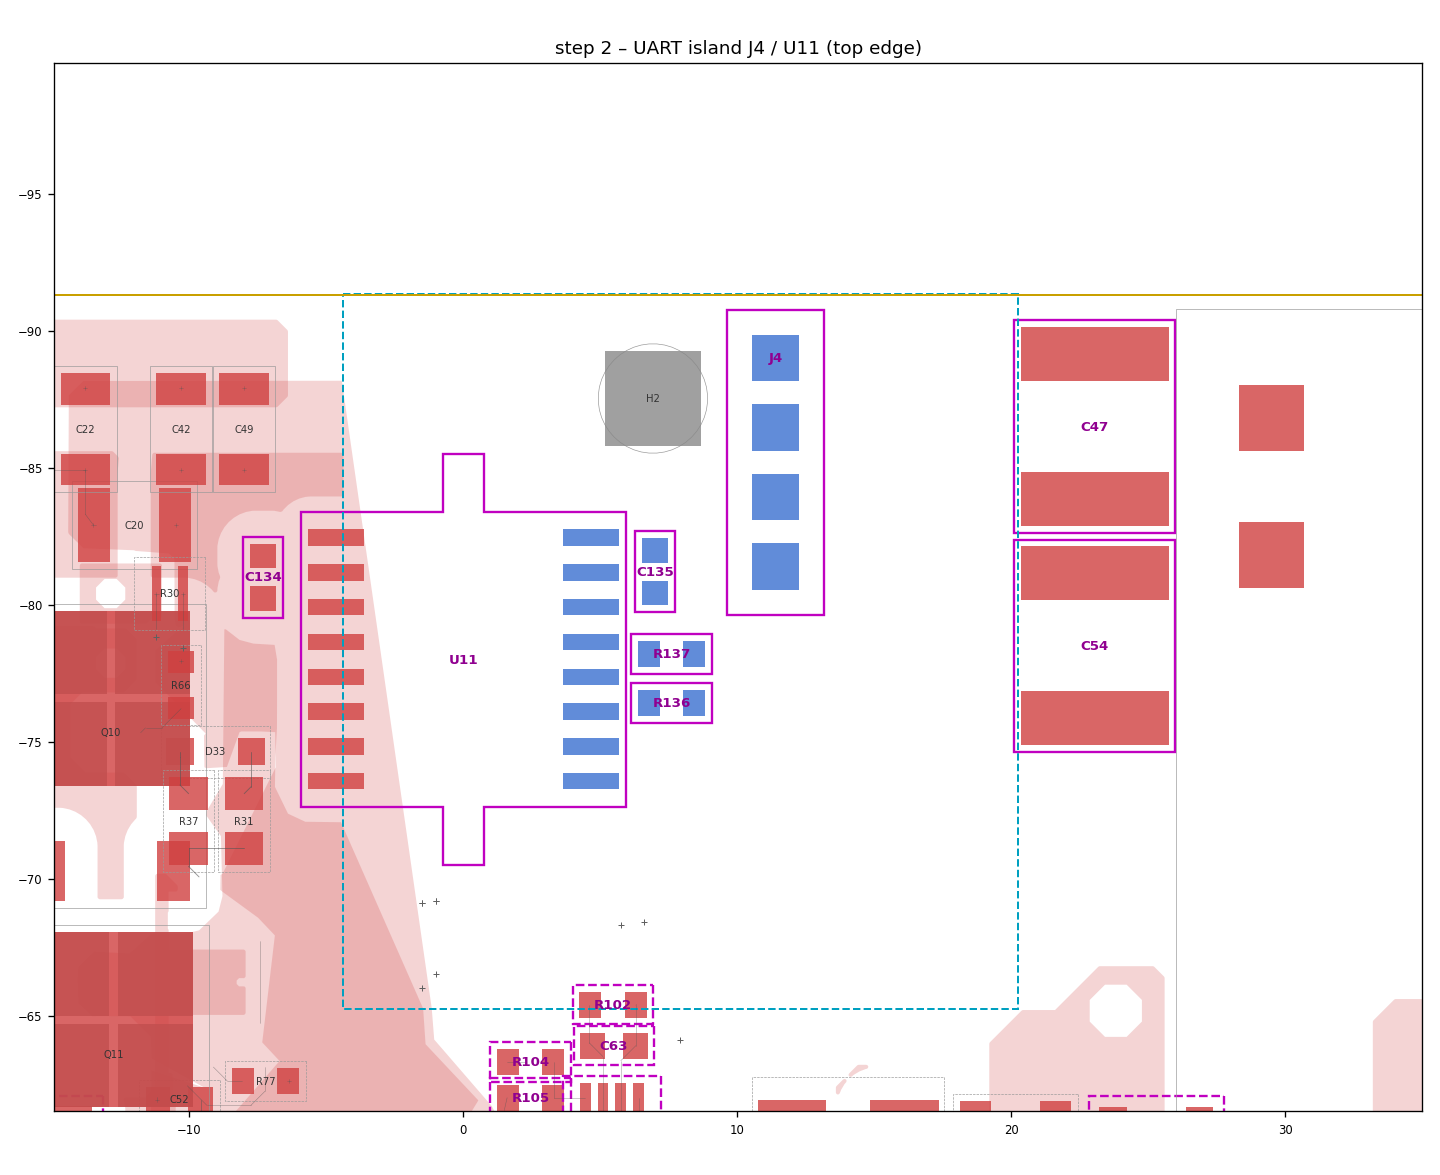 step 2 – UART island J4 / U11 (top edge)
−95
−90
−85
−80
−75
−70
−65
−10
0
10
20
30
J4
H2
C22
C42
C49
C47
C20
C134
C135
R30
R137
C54
U11
R66
R136
Q10
D33
R37
R31
R102
C63
Q11
R104
R77
R105
C52